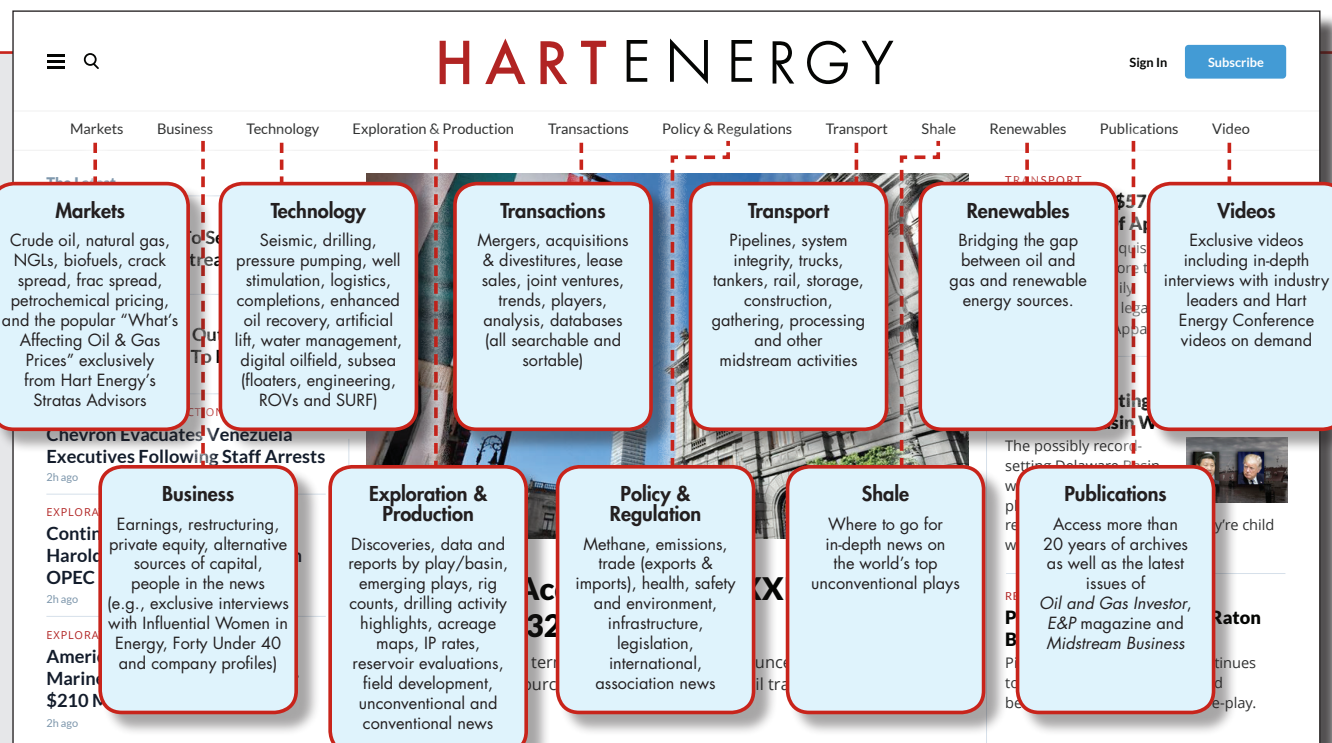 HARTENERGY
Sign In
Subscribe
Markets
Business
Technology
Exploration & Production
Transactions
Policy & Regulations
Transport
Shale
Renewables
Publications
Video
The Latest
TRANSPORT
Markets
Crude oil, natural gas,
NGLs, biofuels, crack
spread, frac spread,
petrochemical pricing,
and the popular “What’s
Affecting Oil & Gas
Prices” exclusively
from Hart Energy’s
Stratas Advisors
Technology
Seismic, drilling,
pressure pumping, well
stimulation, logistics,
completions, enhanced
oil recovery, artificial
lift, water management,
digital oilfield, subsea
(floaters, engineering,
ROVs and SURF)
Transactions
Mergers, acquisitions
& divestitures, lease
sales, joint ventures,
trends, players,
analysis, databases
(all searchable and
sortable)
Transport
Pipelines, system
integrity, trucks,
tankers, rail, storage,
construction,
gathering, processing
and other
midstream activities
Renewables
Bridging the gap
between oil and
gas and renewable
energy sources.
Videos
Exclusive videos
including in-depth
interviews with industry
leaders and Hart
Energy Conference
videos on demand
Chevron Evacuates Venezuela
Executives Following Staff Arrests
2h ago
The possibly record-
setting Delaware Basin
Business
Earnings, restructuring,
private equity, alternative
sources of capital,
people in the news
(e.g., exclusive interviews
with Influential Women in
Energy, Forty Under 40
and company profiles)
Exploration &
Production
Discoveries, data and
reports by play/basin,
emerging plays, rig
counts, drilling activity
highlights, acreage
maps, IP rates,
reservoir evaluations,
field development,
unconventional and
conventional news
Policy &
Regulation
Methane, emissions,
trade (exports &
imports), health, safety
and environment,
infrastructure,
legislation,
international,
association news
Shale
Where to go for
in-depth news on
the world’s top
unconventional plays
Publications
Access more than
20 years of archives
as well as the latest
issues of
Oil and Gas Investor,
E&P magazine and
Midstream Business
OPEC
2h ago
$210
2h ago
y’re child
Raton
e-play.